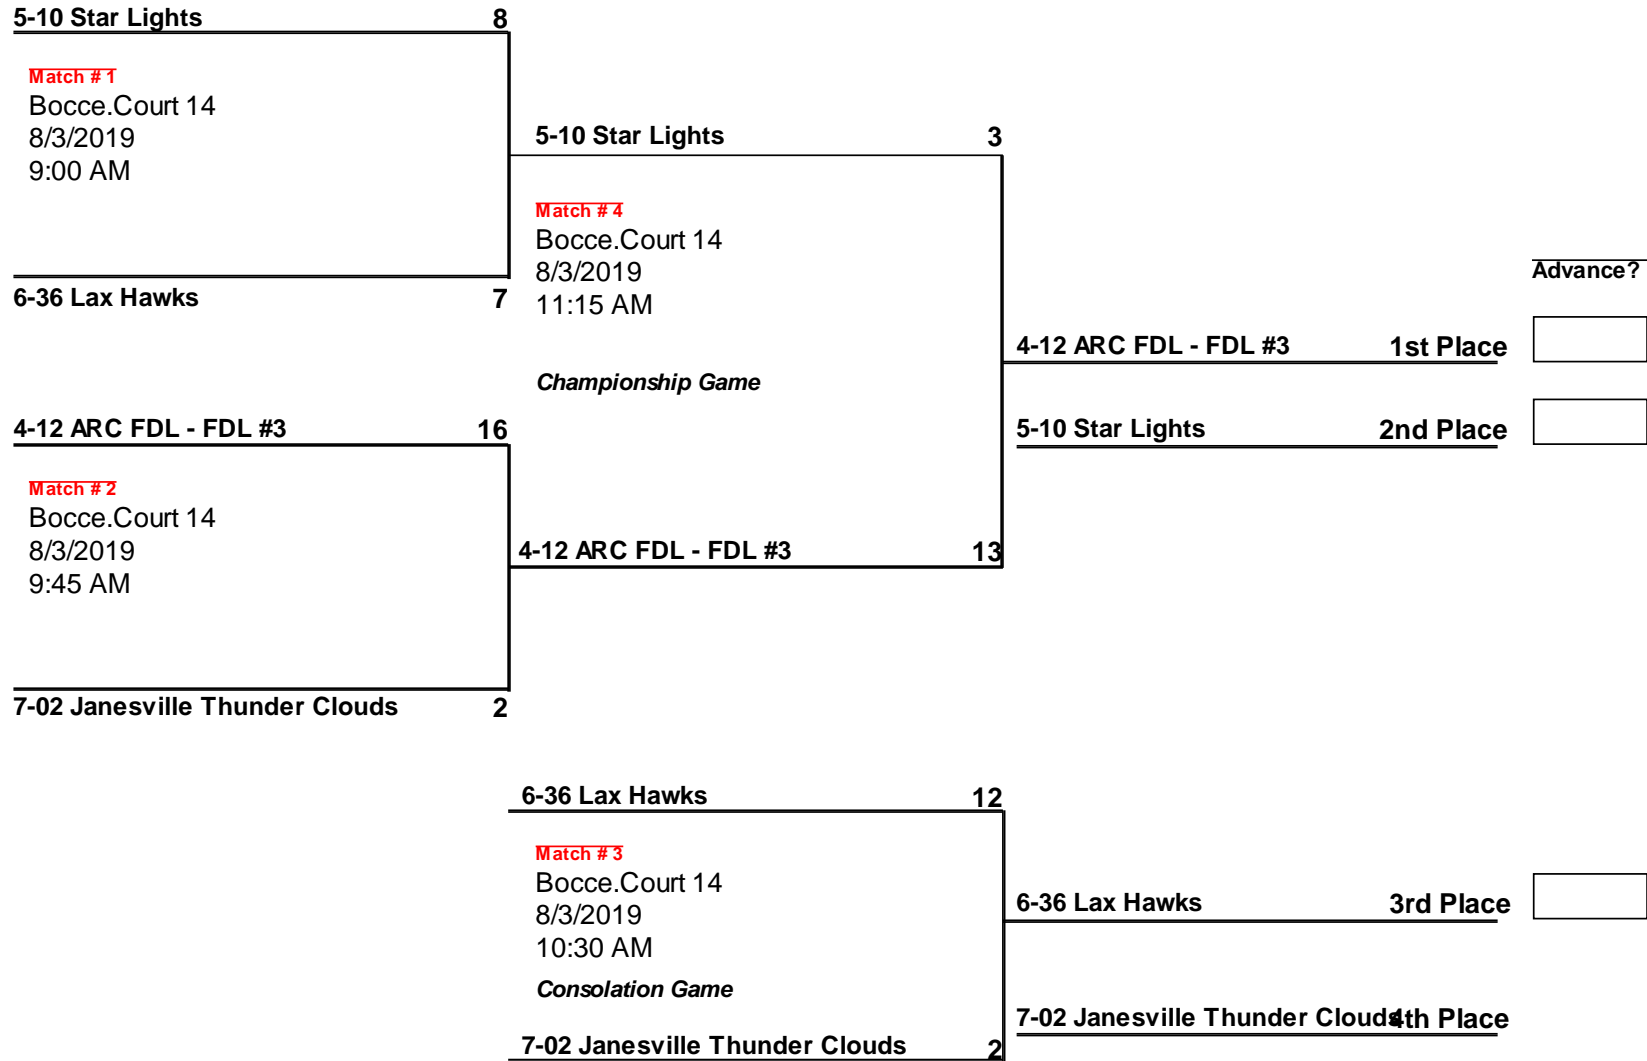 5-10 Star Lights 8
Match # 1
Bocce.Court 14
8/3/2019
9:00 AM
6-36 Lax Hawks 7
4-12 ARC FDL - FDL #3 16
Match # 2
Bocce.Court 14
8/3/2019
9:45 AM
7-02 Janesville Thunder Clouds 2
5-10 Star Lights 3
Match # 4
Bocce.Court 14
8/3/2019
11:15 AM
Championship Game
4-12 ARC FDL - FDL #3 13
Advance?
4-12 ARC FDL - FDL #3 1st Place
5-10 Star Lights 2nd Place
6-36 Lax Hawks 12
Match # 3
Bocce.Court 14
8/3/2019
10:30 AM
Consolation Game
7-02 Janesville Thunder Clouds 2
6-36 Lax Hawks 3rd Place
7-02 Janesville Thunder Clouds 4th Place